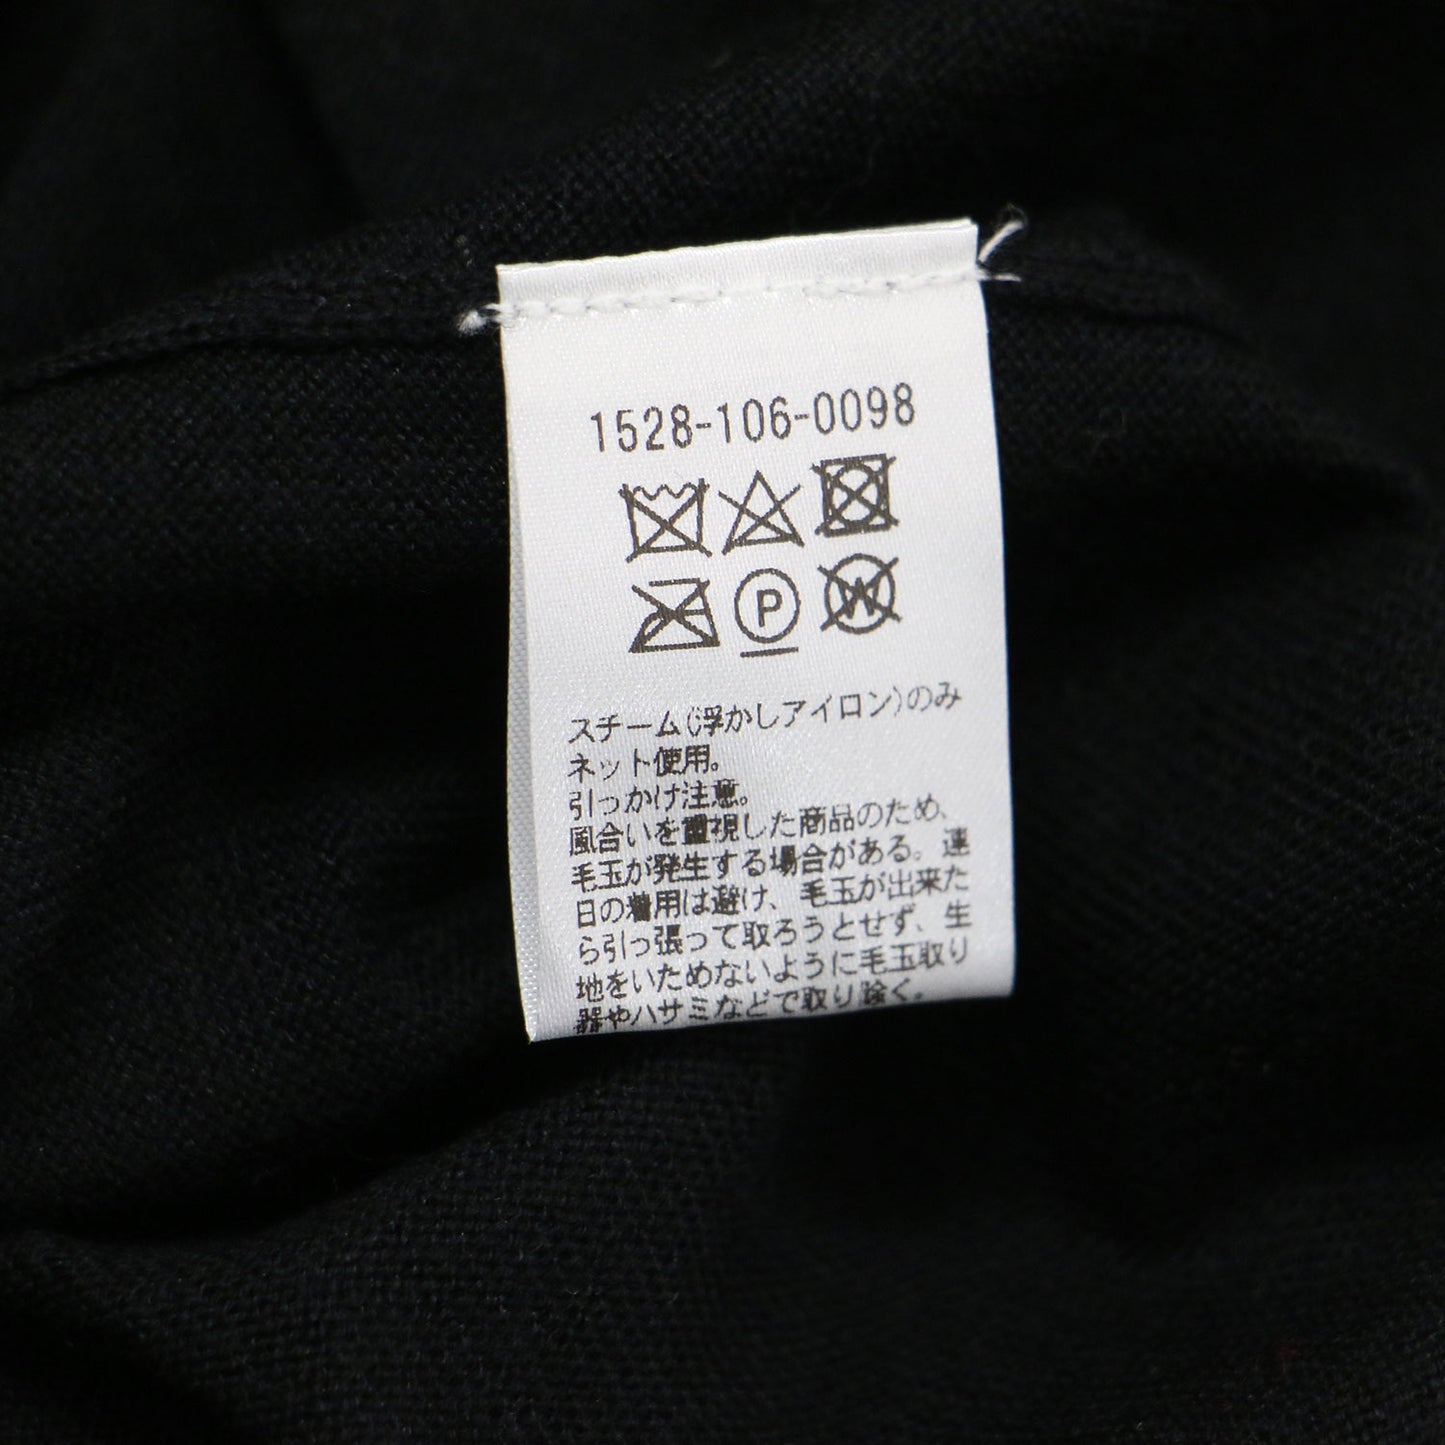 1528-106-0098
P
W
スチーム(浮かしアイロン)のみ
ネット使用。
引っかけ注意。
風合いを重視した商品のため、
毛玉が発生する場合がある。連
日の着用は避け、毛玉が出来た
ら引っ張って取ろうとせず、生
地をいためないように毛玉取り
器やハサミなどで取り除く。